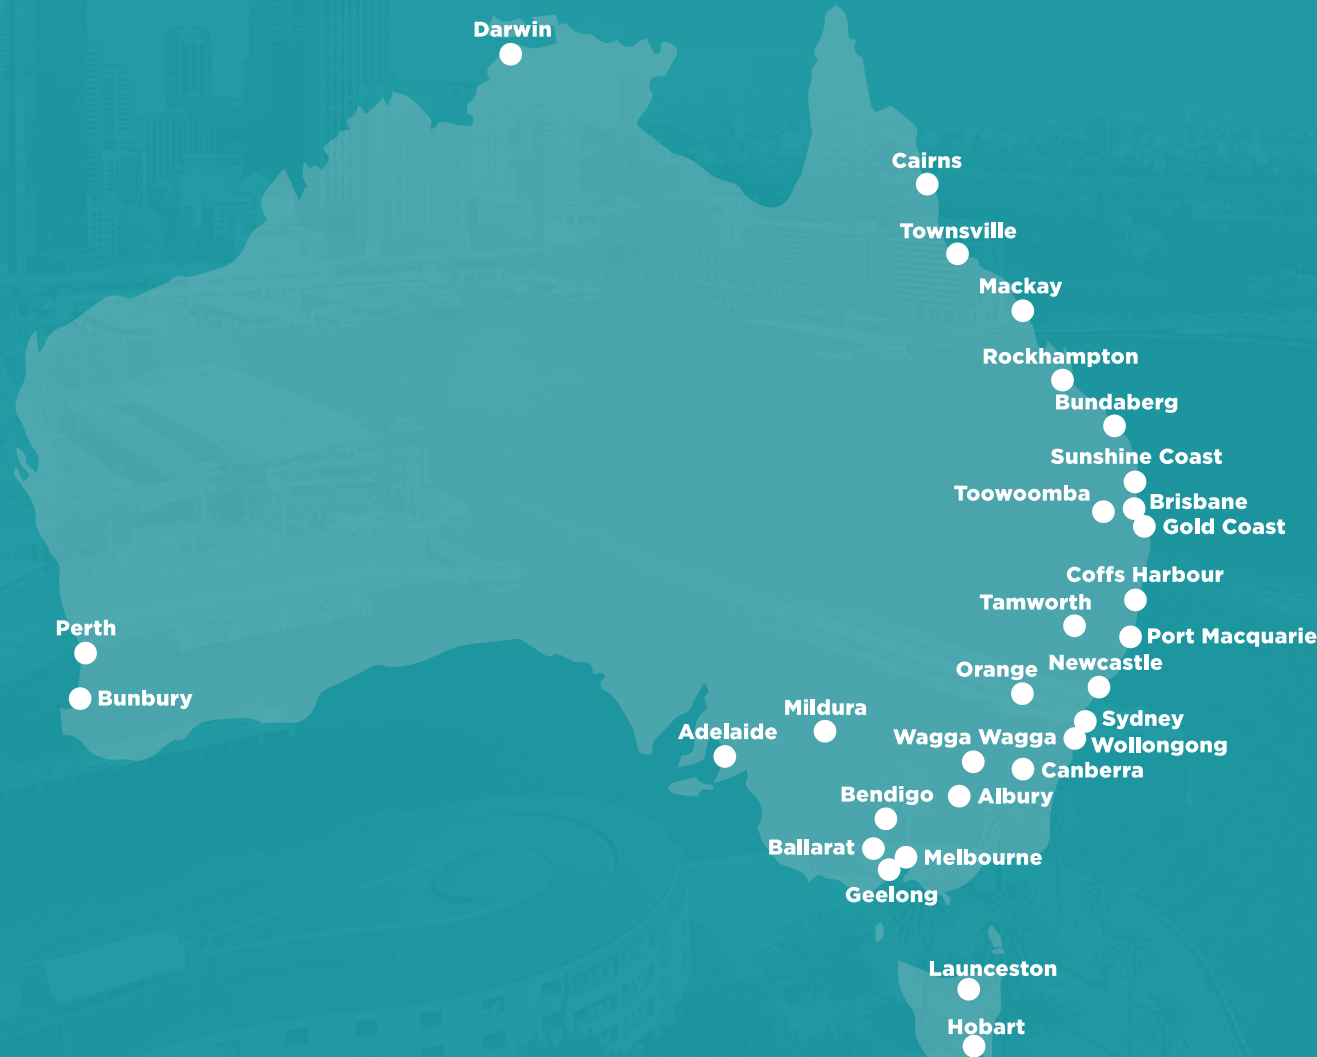 Darwin
Cairns
Townsville
Mackay
Rockhampton
Bundaberg
Sunshine Coast
Toowoomba
Brisbane
Gold Coast
Coffs Harbour
Tamworth
Perth
Port Macquarie
Newcastle
Orange
Bunbury
Mildura
Sydney
Adelaide
Wagga Wagga
Wollongong
Canberra
Bendigo
Albury
Ballarat
Melbourne
Geelong
Launceston
Hobart